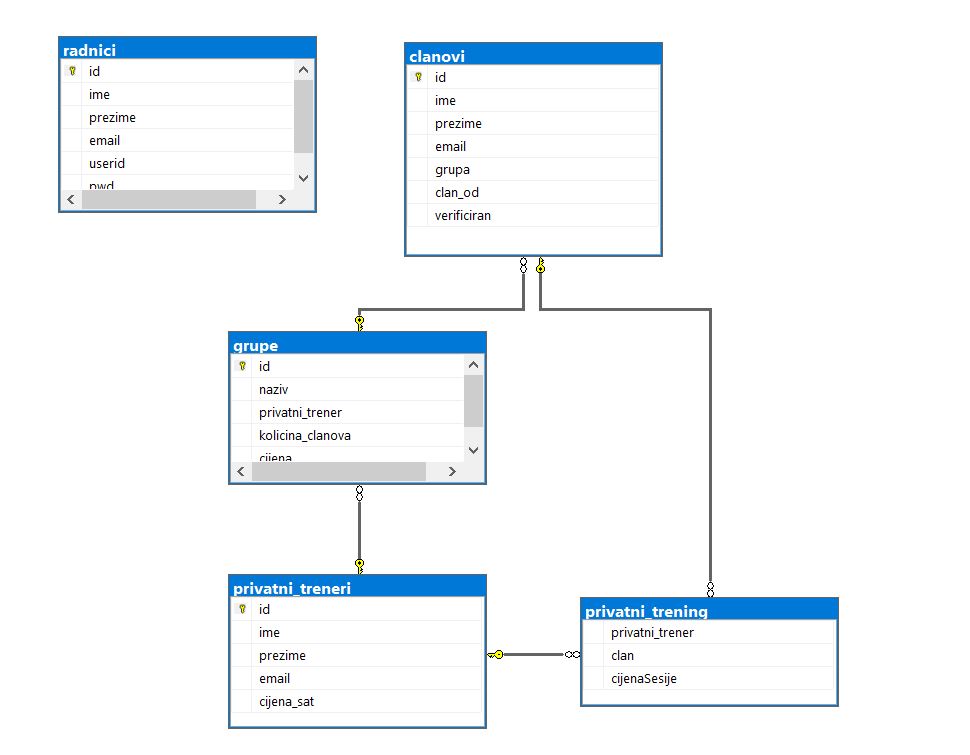 radnici
id
ime
prezime
email
userid
pwd
clanovi
id
ime
prezime
email
grupa
clan_od
verificiran
grupe
id
naziv
privatni_trener
kolicina_clanova
cijena
privatni_treneri
id
ime
prezime
email
cijena_sat
privatni_trening
privatni_trener
clan
cijenaSesije